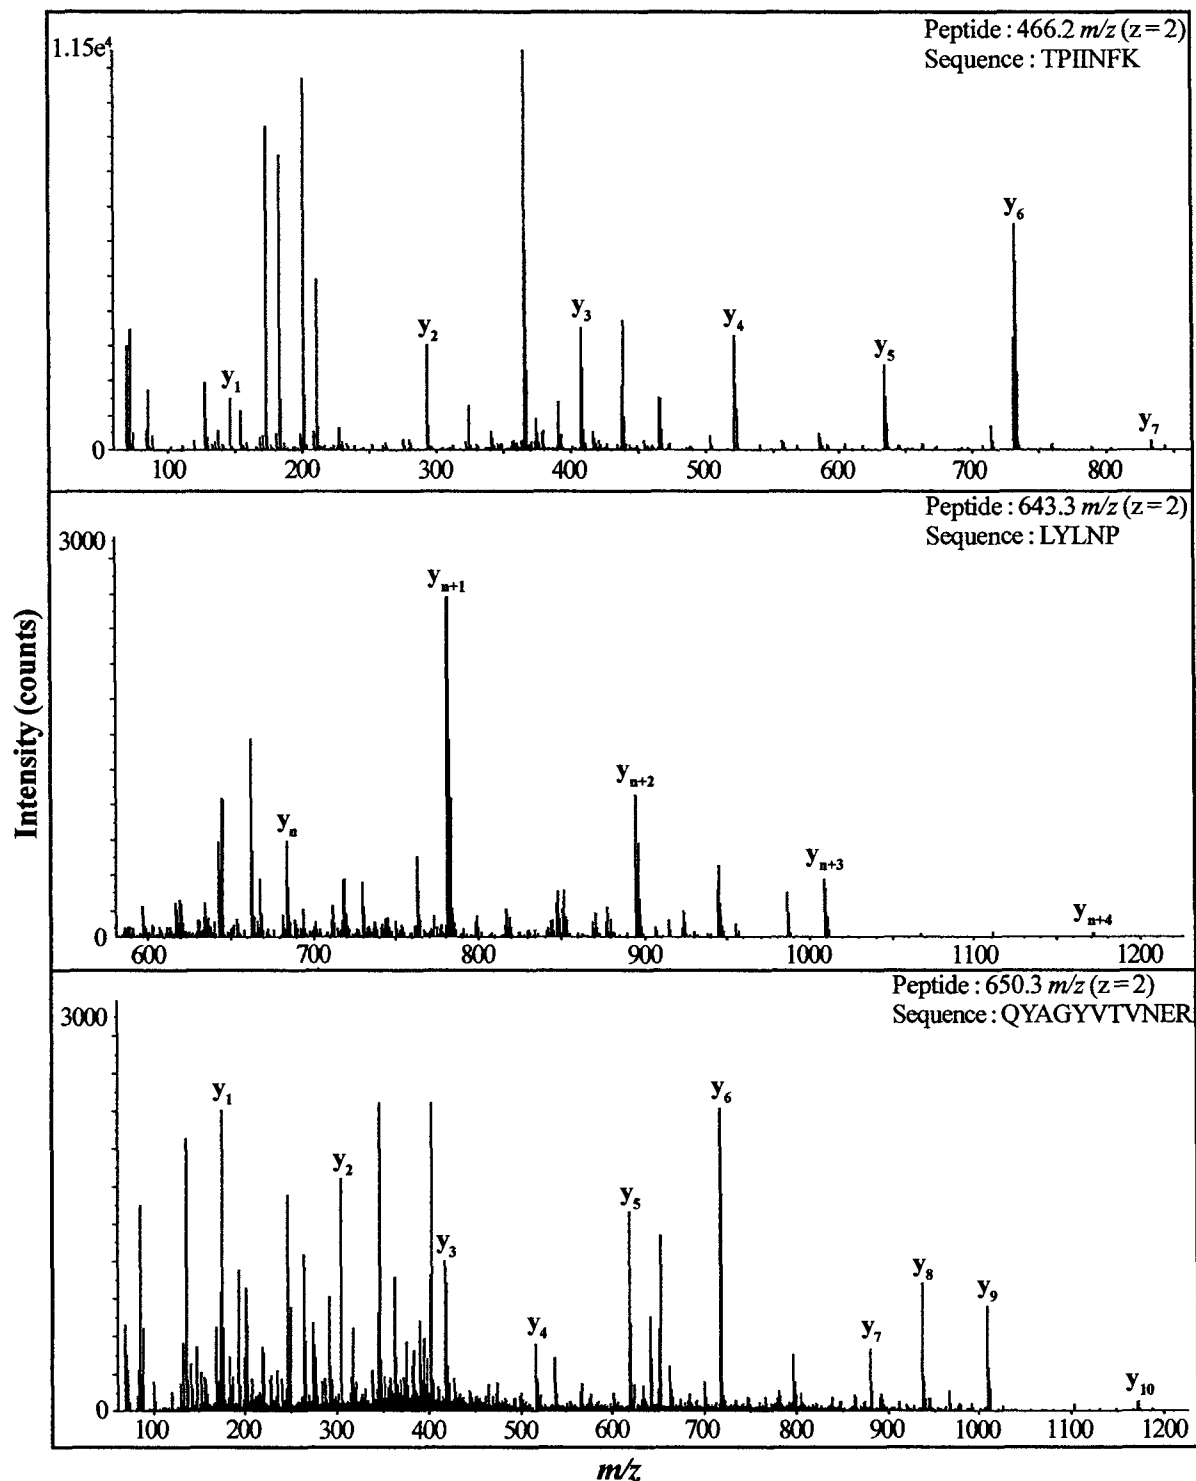 Peptide : 466.2 m/z (z = 2)
Sequence : TPIINFK
1.15e⁴
y₁
y₂
y₃
y₄
y₅
y₆
y₇
0
100 200 300 400 500 600 700 800
Peptide : 643.3 m/z (z = 2)
Sequence : LYLNP
3000
yₙ
yₙ₊₁
yₙ₊₂
yₙ₊₃
yₙ₊₄
0
600 700 800 900 1000 1100 1200
Peptide : 650.3 m/z (z = 2)
Sequence : QYAGYVTVNER
3000
y₁
y₂
y₃
y₄
y₅
y₆
y₇
y₈
y₉
y₁₀
0
100 200 300 400 500 600 700 800 900 1000 1100 1200
Intensity (counts)
m/z